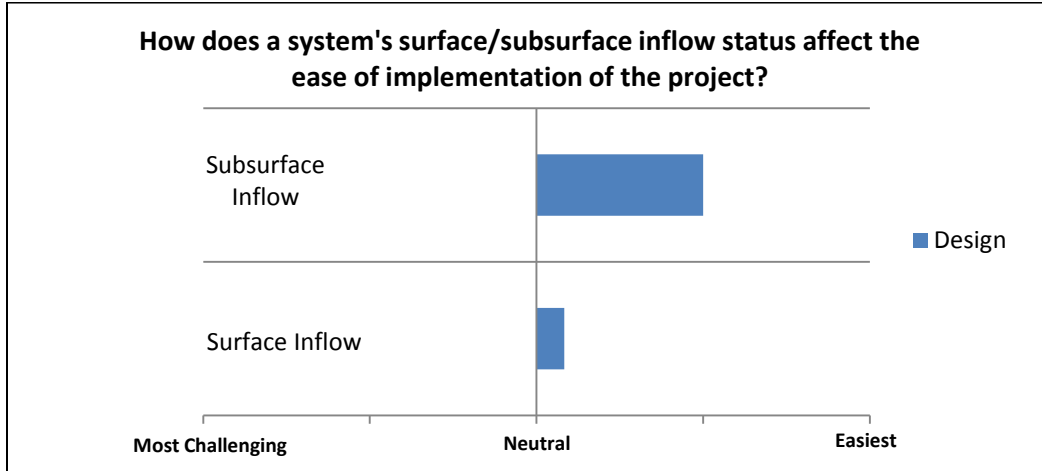 How does a system's surface/subsurface inflow status affect the
ease of implementation of the project?
Subsurface
Inflow
Design
Surface Inflow
Most Challenging
Neutral
Easiest